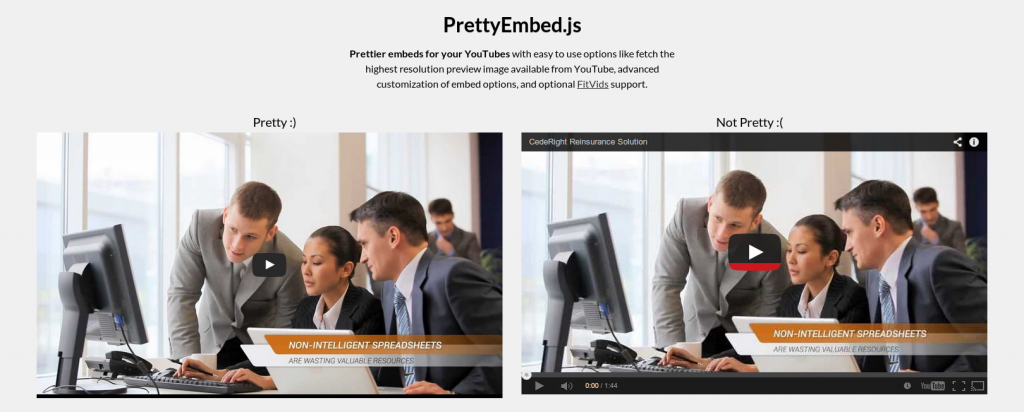 PrettyEmbed.js
Prettier embeds for your YouTubes with easy to use options like fetch the
highest resolution preview image available from YouTube, advanced
customization of embed options, and optional FitVids support.
Pretty :)
NON-INTELLIGENT SPREADSHEETS
ARE WASTING VALUABLE RESOURCES
Not Pretty :(
CedeRight Reinsurance Solution
NON-INTELLIGENT SPREADSHEETS
ARE WASTING VALUABLE RESOURCES
0:00 / 1:44
YouTube